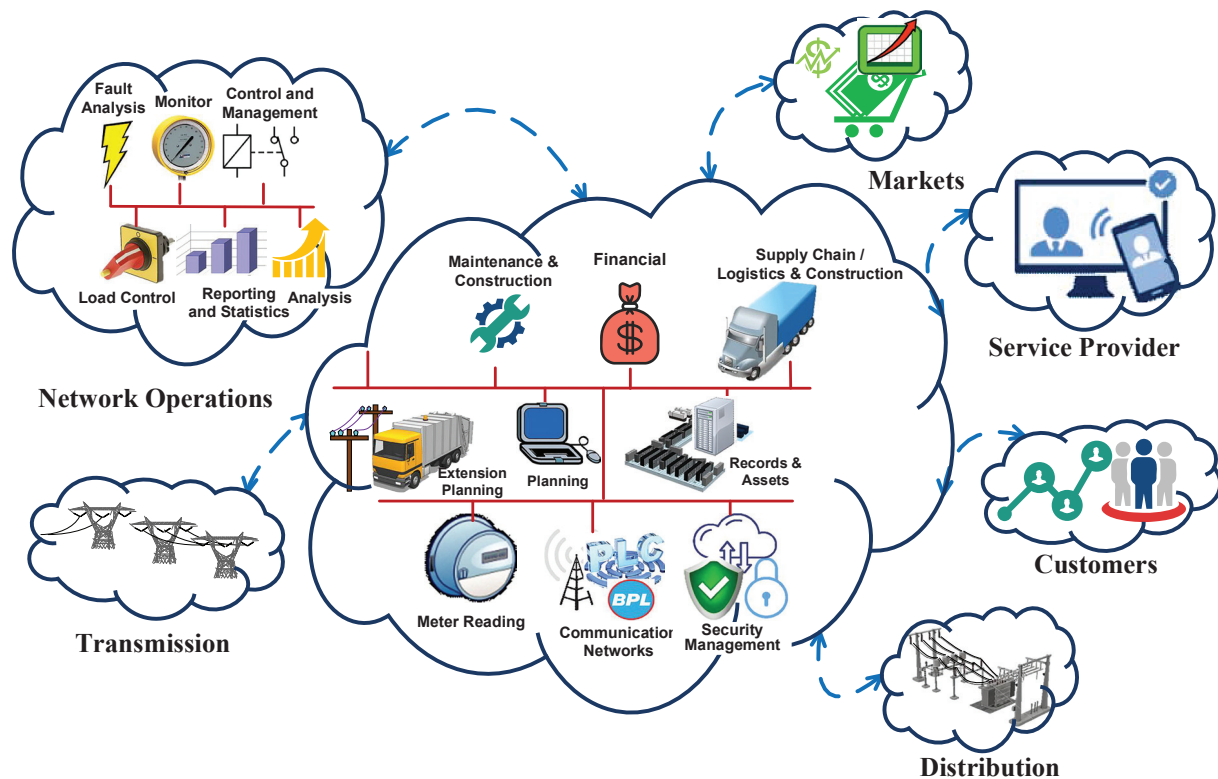 Fault
Analysis
Monitor
Control and
Management
Load Control
Reporting
and Statistics
Analysis
Network Operations
Markets
Service Provider
Maintenance &
Construction
Financial
Supply Chain /
Logistics & Construction
Extension
Planning
Planning
Records &
Assets
Meter Reading
PLC
BPL
Communication
Networks
Security
Management
Transmission
Customers
Distribution